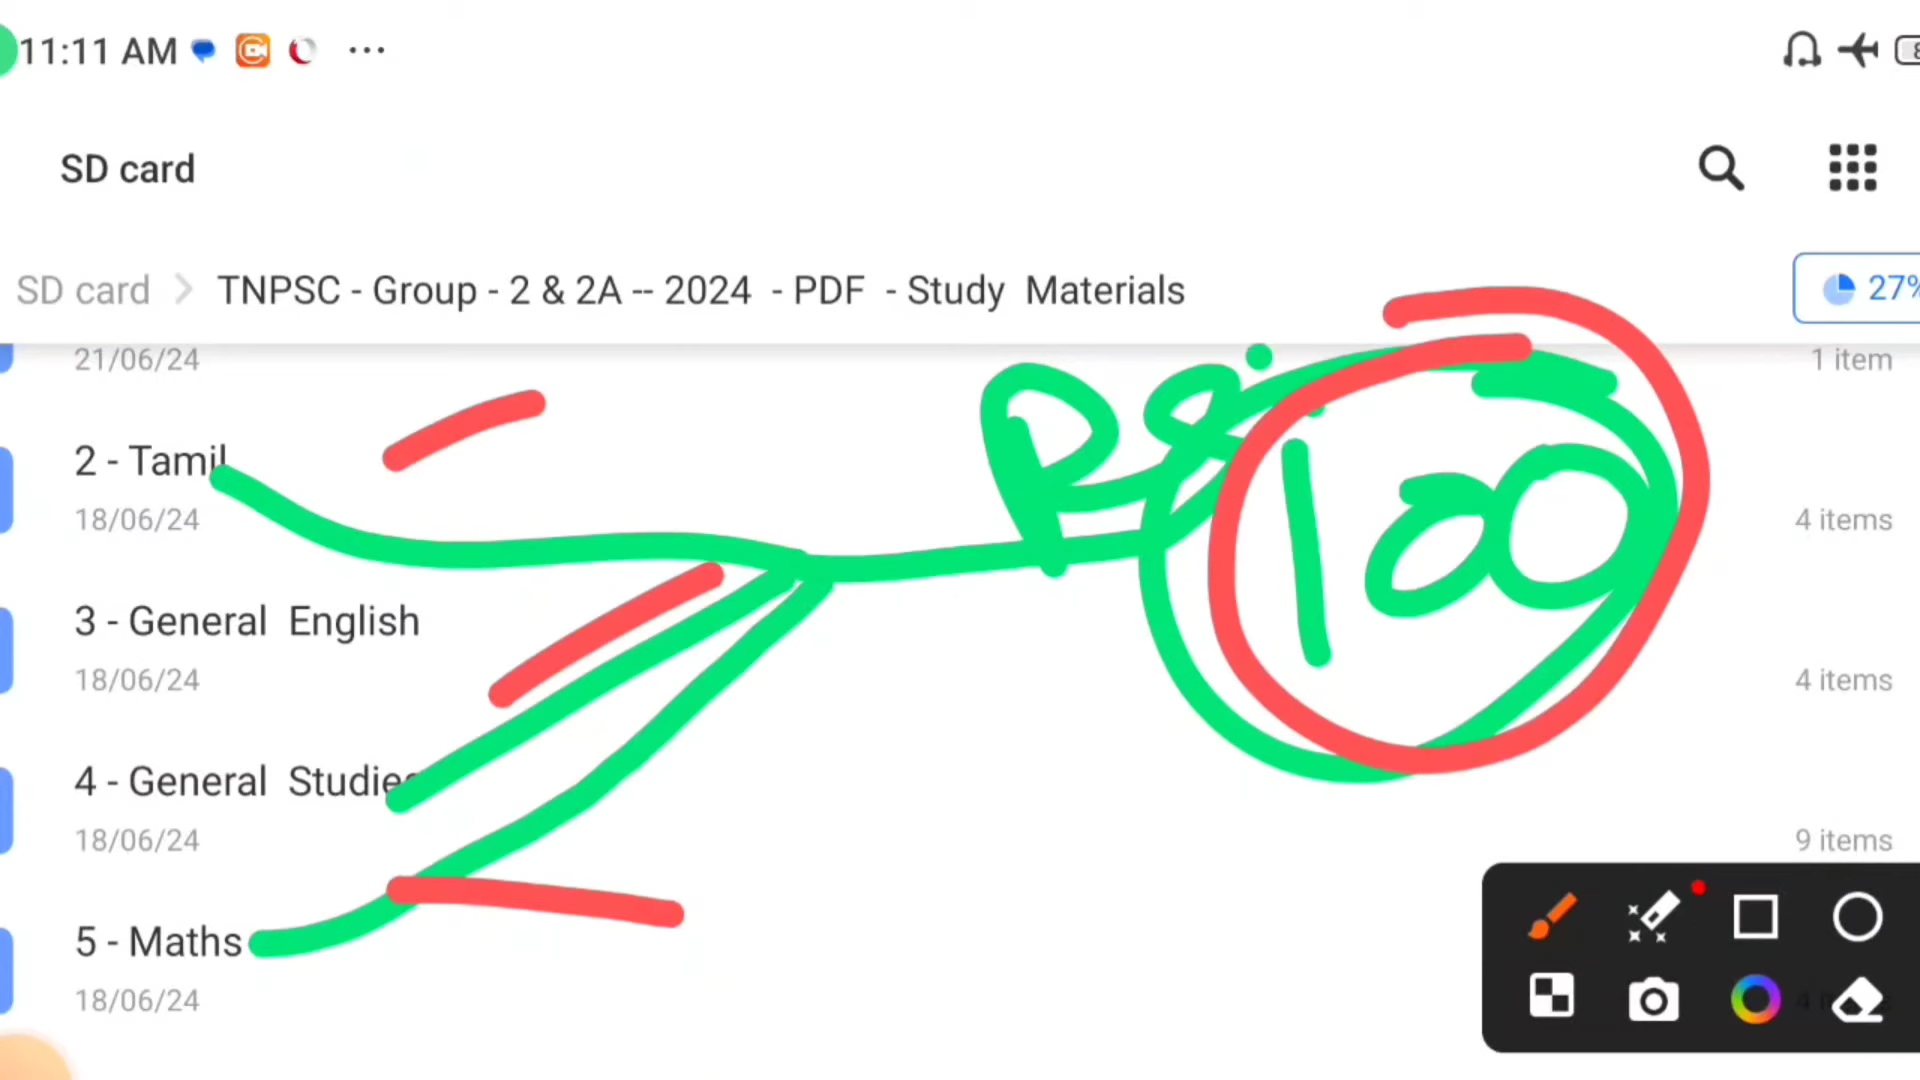 11:11 AM
SD card
SD card > TNPSC - Group - 2 & 2A -- 2024 - PDF - Study Materials
27%
21/06/24
1 item
2 - Tamil
18/06/24
4 items
Rs.
100
3 - General English
18/06/24
4 items
4 - General Studies
18/06/24
9 items
5 - Maths
18/06/24